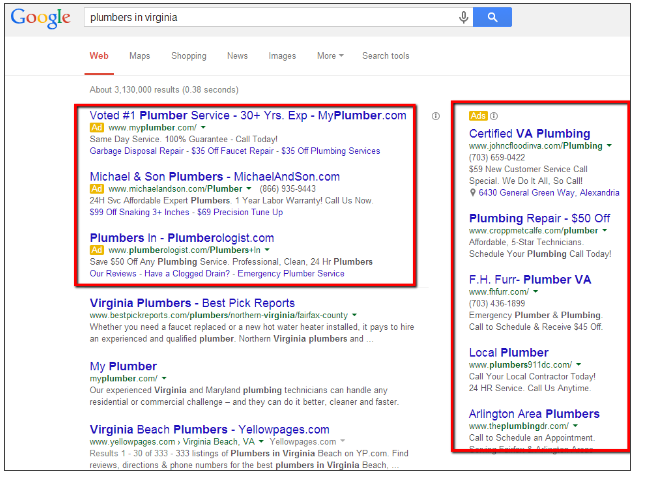 Google
plumbers in virginia
Web Maps Shopping News Images More Search tools
About 3,130,000 results (0.38 seconds)
Voted #1 Plumber Service - 30+ Yrs. Exp - MyPlumber.com
Ad www.myplumber.com/
Same Day Service. 100% Guarantee - Call Today!
Garbage Disposal Repair - $35 Off Faucet Repair - $35 Off Plumbing Services
Michael & Son Plumbers - MichaelAndSon.com
Ad www.michaelandson.com/Plumber (866) 936-9443
24H Svc Affordable Expert Plumbers. 1 Year Labor Warranty! Call Us Now.
$99 Off Snaking 3+ Inches - $69 Precision Tune Up
Plumbers In - Plumberologist.com
Ad www.plumberologist.com/Plumbers+In
Save $50 Off Any Plumbing Service. Professional, Clean, 24 Hr Plumbers
Our Reviews - Have a Clogged Drain? - Emergency Plumber Service
Virginia Plumbers - Best Pick Reports
www.bestpickreports.com/plumbers/northern-virginia/fairfax-county
Whether you need a faucet replaced or a new hot water heater installed, it pays to hire
an experienced and qualified plumber. Northern Virginia plumbers and ...
My Plumber
myplumber.com/
Our experienced Virginia and Maryland plumbing technicians can handle any
residential or commercial challenge – and they can do it better, cleaner and faster.
Virginia Beach Plumbers - Yellowpages.com
www.yellowpages.com › Virginia Beach, VA Yellowpages.com
Results 1 - 30 of 333 - 333 listings of Plumbers in Virginia Beach on YP.com. Find
reviews, directions & phone numbers for the best plumbers in Virginia Beach, ...
Ads
Certified VA Plumbing
www.johncfloodinva.com/Plumbing
(703) 659-0422
$59 New Customer Service Call
Special. We Do It All, So Call!
6430 General Green Way, Alexandria
Plumbing Repair - $50 Off
www.croppmetcalfe.com/plumber
Affordable, 5-Star Technicians.
Schedule Your Plumbing Call Today!
F.H. Furr- Plumber VA
www.fhfurr.com/
(703) 436-1899
Emergency Plumber & Plumbing.
Call to Schedule & Receive $45 Off.
Local Plumber
www.plumbers911dc.com/
Call Your Local Contractor Today!
24 HR Service. Call Us Anytime.
Arlington Area Plumbers
www.theplumbingdr.com/
Call to Schedule an Appointment.
Serving Fairfax & Arlington Areas